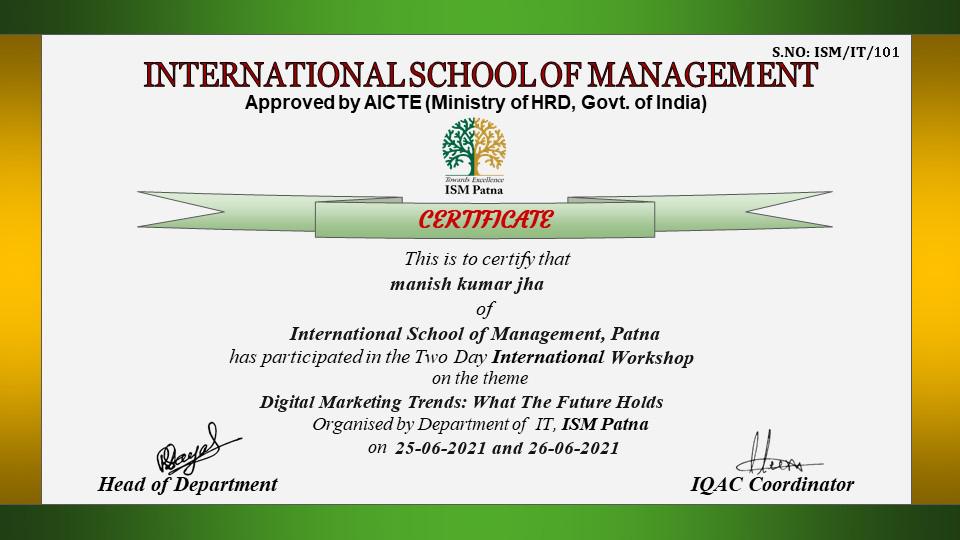 S.NO: ISM/IT/101
INTERNATIONAL SCHOOL OF MANAGEMENT
Approved by AICTE (Ministry of HRD, Govt. of India)
Towards Excellence
ISM Patna
CERTIFICATE
This is to certify that
manish kumar jha
of
International School of Management, Patna
has participated in the Two Day International Workshop
on the theme
Digital Marketing Trends: What The Future Holds
Organised by Department of IT, ISM Patna
on 25-06-2021 and 26-06-2021
Head of Department
IQAC Coordinator